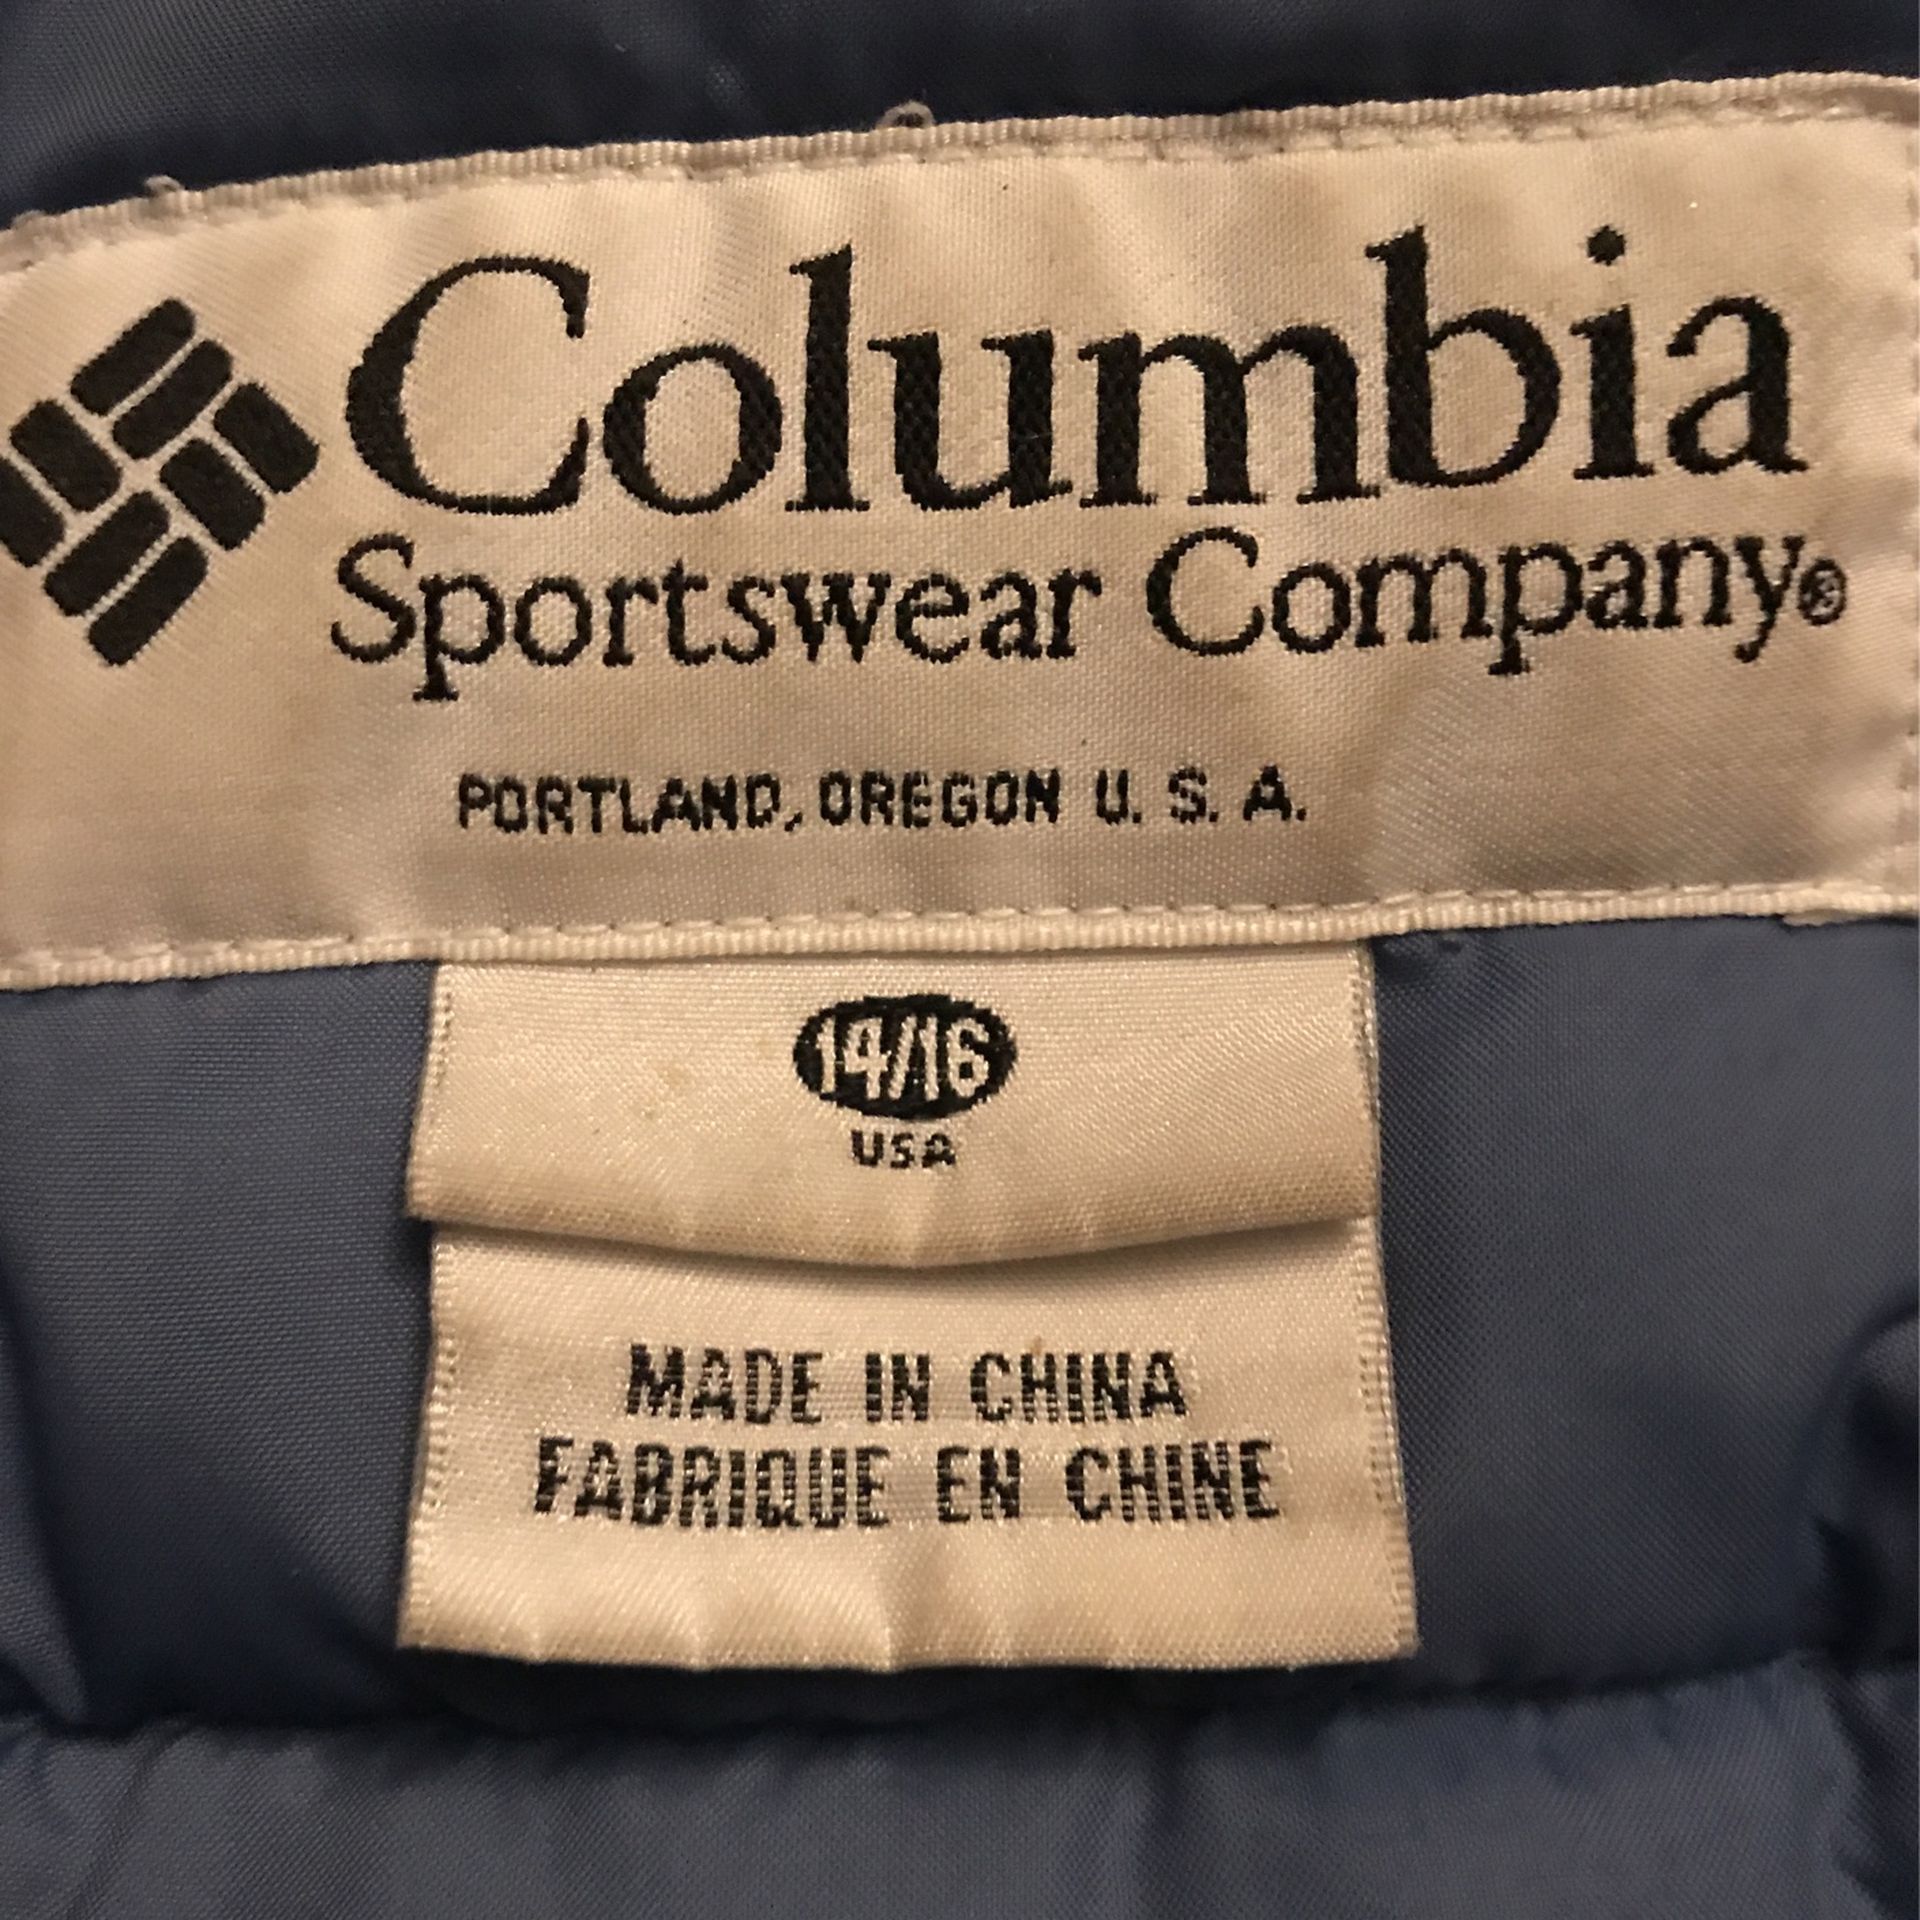 Columbia
Sportswear Company®
PORTLAND, OREGON U. S. A.
14/16
USA
MADE IN CHINA
FABRIQUE EN CHINE